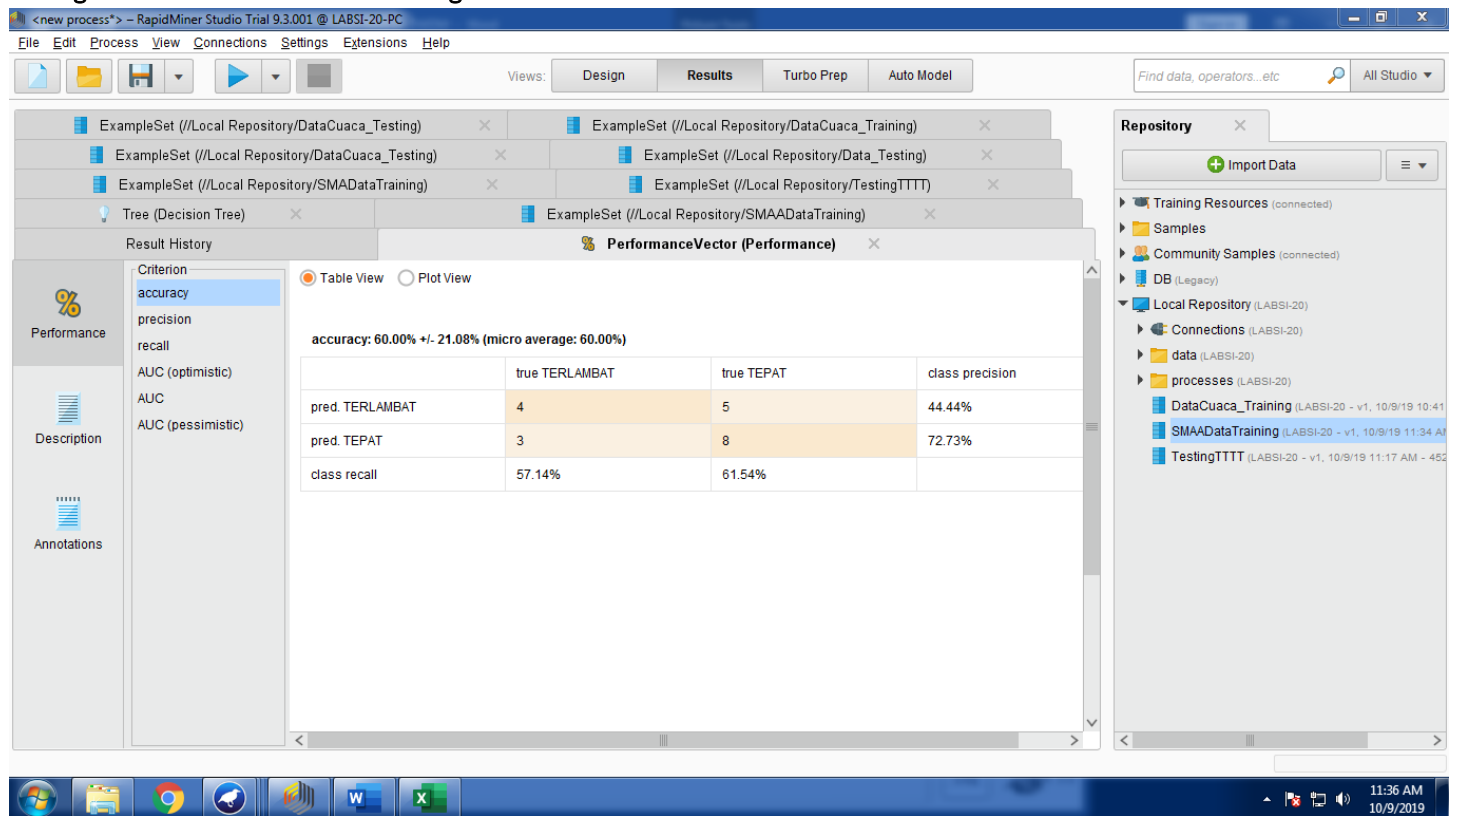 <new process*> – RapidMiner Studio Trial 9.3.001 @ LABSI-20-PC
File Edit Process View Connections Settings Extensions Help
Views: Design Results Turbo Prep Auto Model
Find data, operators...etc
All Studio
ExampleSet (//Local Repository/DataCuaca_Testing)
ExampleSet (//Local Repository/DataCuaca_Training)
ExampleSet (//Local Repository/DataCuaca_Testing)
ExampleSet (//Local Repository/Data_Testing)
ExampleSet (//Local Repository/SMADataTraining)
ExampleSet (//Local Repository/TestingTTTT)
Tree (Decision Tree)
ExampleSet (//Local Repository/SMAADataTraining)
Result History
PerformanceVector (Performance)
%
Performance
Description
Annotations
Criterion
accuracy
precision
recall
AUC (optimistic)
AUC
AUC (pessimistic)
Table View Plot View
accuracy: 60.00% +/- 21.08% (micro average: 60.00%)
true TERLAMBAT true TEPAT class precision
pred. TERLAMBAT 4 5 44.44%
pred. TEPAT 3 8 72.73%
class recall 57.14% 61.54%
Repository
Import Data
Training Resources (connected)
Samples
Community Samples (connected)
DB (Legacy)
Local Repository (LABSI-20)
Connections (LABSI-20)
data (LABSI-20)
processes (LABSI-20)
DataCuaca_Training (LABSI-20 - v1, 10/9/19 10:41
SMAADataTraining (LABSI-20 - v1, 10/9/19 11:34 AM
TestingTTTT (LABSI-20 - v1, 10/9/19 11:17 AM - 452
11:36 AM
10/9/2019